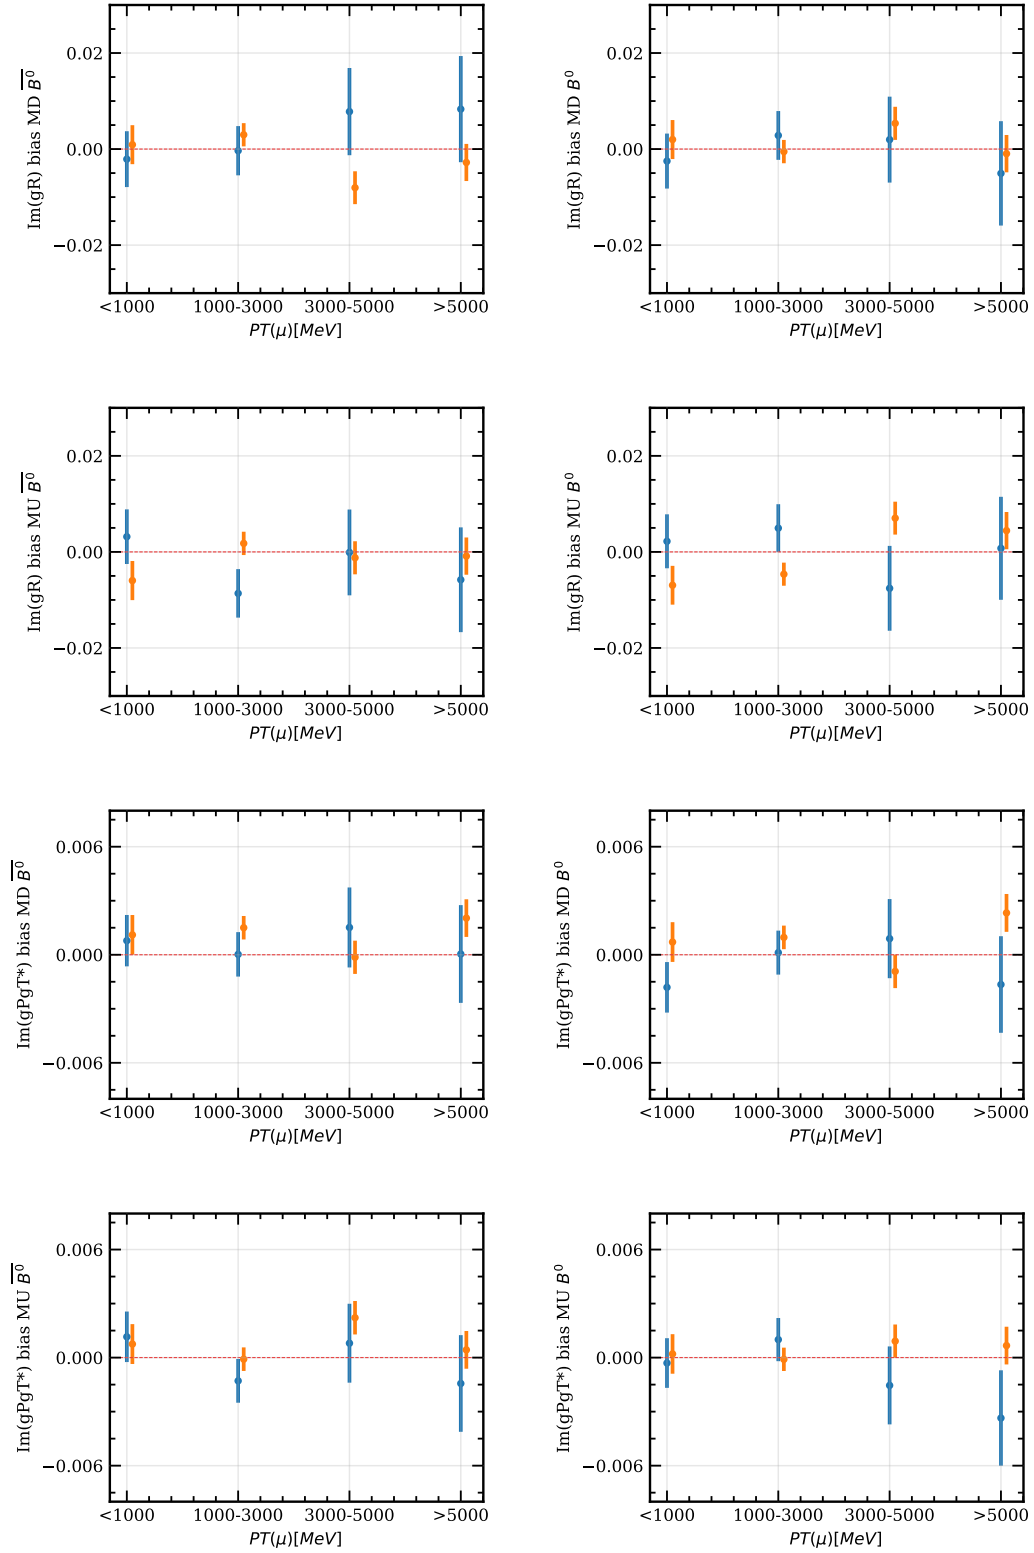 Im(gR) bias MD B̅⁰
0.02
0.00
−0.02
<1000 1000-3000 3000-5000 >5000
PT(μ)[MeV]
Im(gR) bias MD B⁰
0.02
0.00
−0.02
<1000 1000-3000 3000-5000 >5000
PT(μ)[MeV]
Im(gR) bias MU B̅⁰
0.02
0.00
−0.02
<1000 1000-3000 3000-5000 >5000
PT(μ)[MeV]
Im(gR) bias MU B⁰
0.02
0.00
−0.02
<1000 1000-3000 3000-5000 >5000
PT(μ)[MeV]
Im(gPgT*) bias MD B̅⁰
0.006
0.000
−0.006
<1000 1000-3000 3000-5000 >5000
PT(μ)[MeV]
Im(gPgT*) bias MD B⁰
0.006
0.000
−0.006
<1000 1000-3000 3000-5000 >5000
PT(μ)[MeV]
Im(gPgT*) bias MU B̅⁰
0.006
0.000
−0.006
<1000 1000-3000 3000-5000 >5000
PT(μ)[MeV]
Im(gPgT*) bias MU B⁰
0.006
0.000
−0.006
<1000 1000-3000 3000-5000 >5000
PT(μ)[MeV]